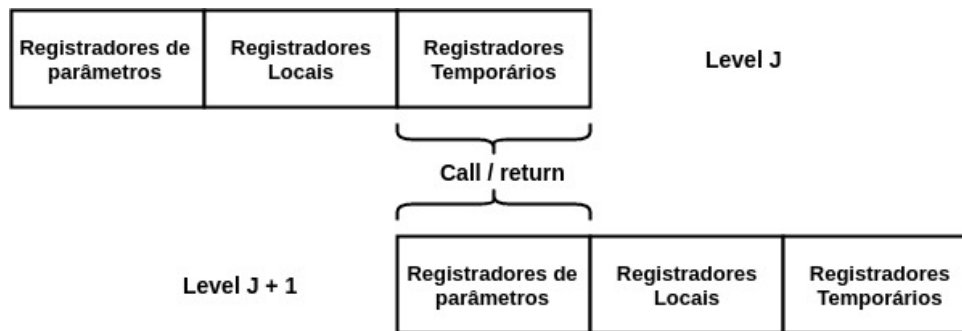 Registradores de
parâmetros
Registradores
Locais
Registradores
Temporários
Level J
Call / return
Level J + 1
Registradores de
parâmetros
Registradores
Locais
Registradores
Temporários